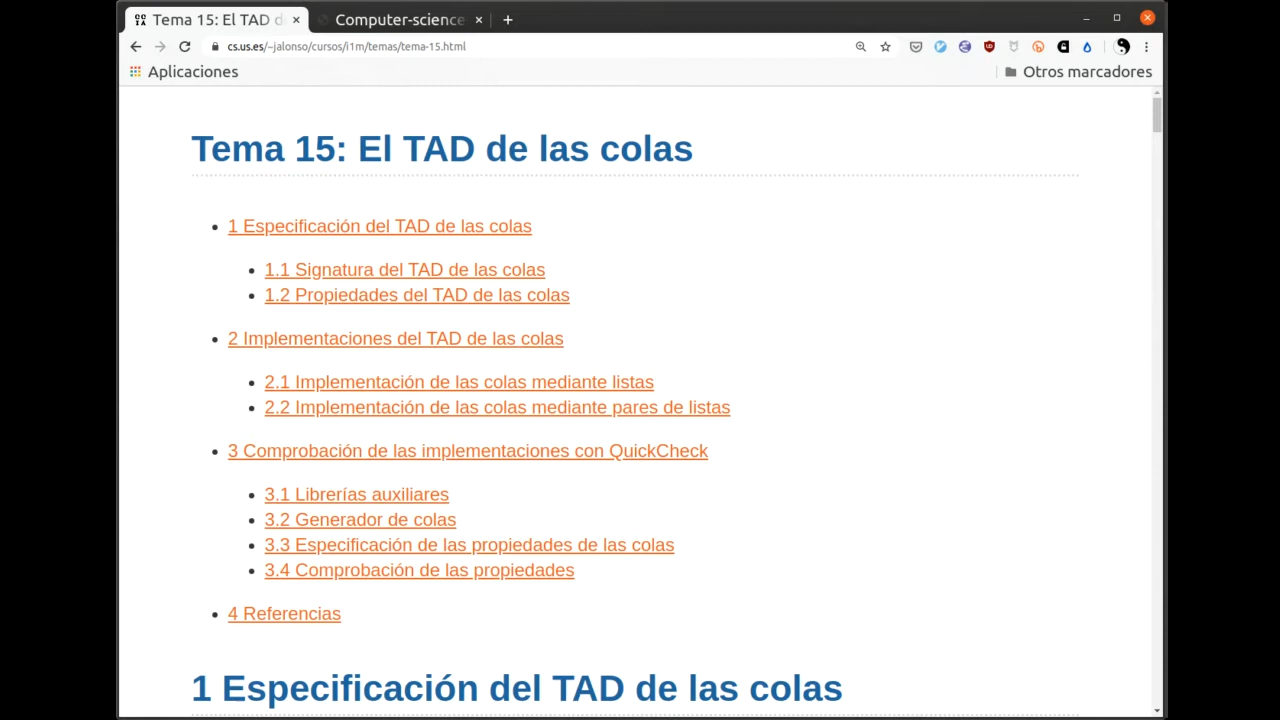 Tema 15: El TAD d
Computer-science
cs.us.es/~jalonso/cursos/i1m/temas/tema-15.html
Aplicaciones
Otros marcadores
Tema 15: El TAD de las colas
1 Especificación del TAD de las colas
1.1 Signatura del TAD de las colas
1.2 Propiedades del TAD de las colas
2 Implementaciones del TAD de las colas
2.1 Implementación de las colas mediante listas
2.2 Implementación de las colas mediante pares de listas
3 Comprobación de las implementaciones con QuickCheck
3.1 Librerías auxiliares
3.2 Generador de colas
3.3 Especificación de las propiedades de las colas
3.4 Comprobación de las propiedades
4 Referencias
1 Especificación del TAD de las colas